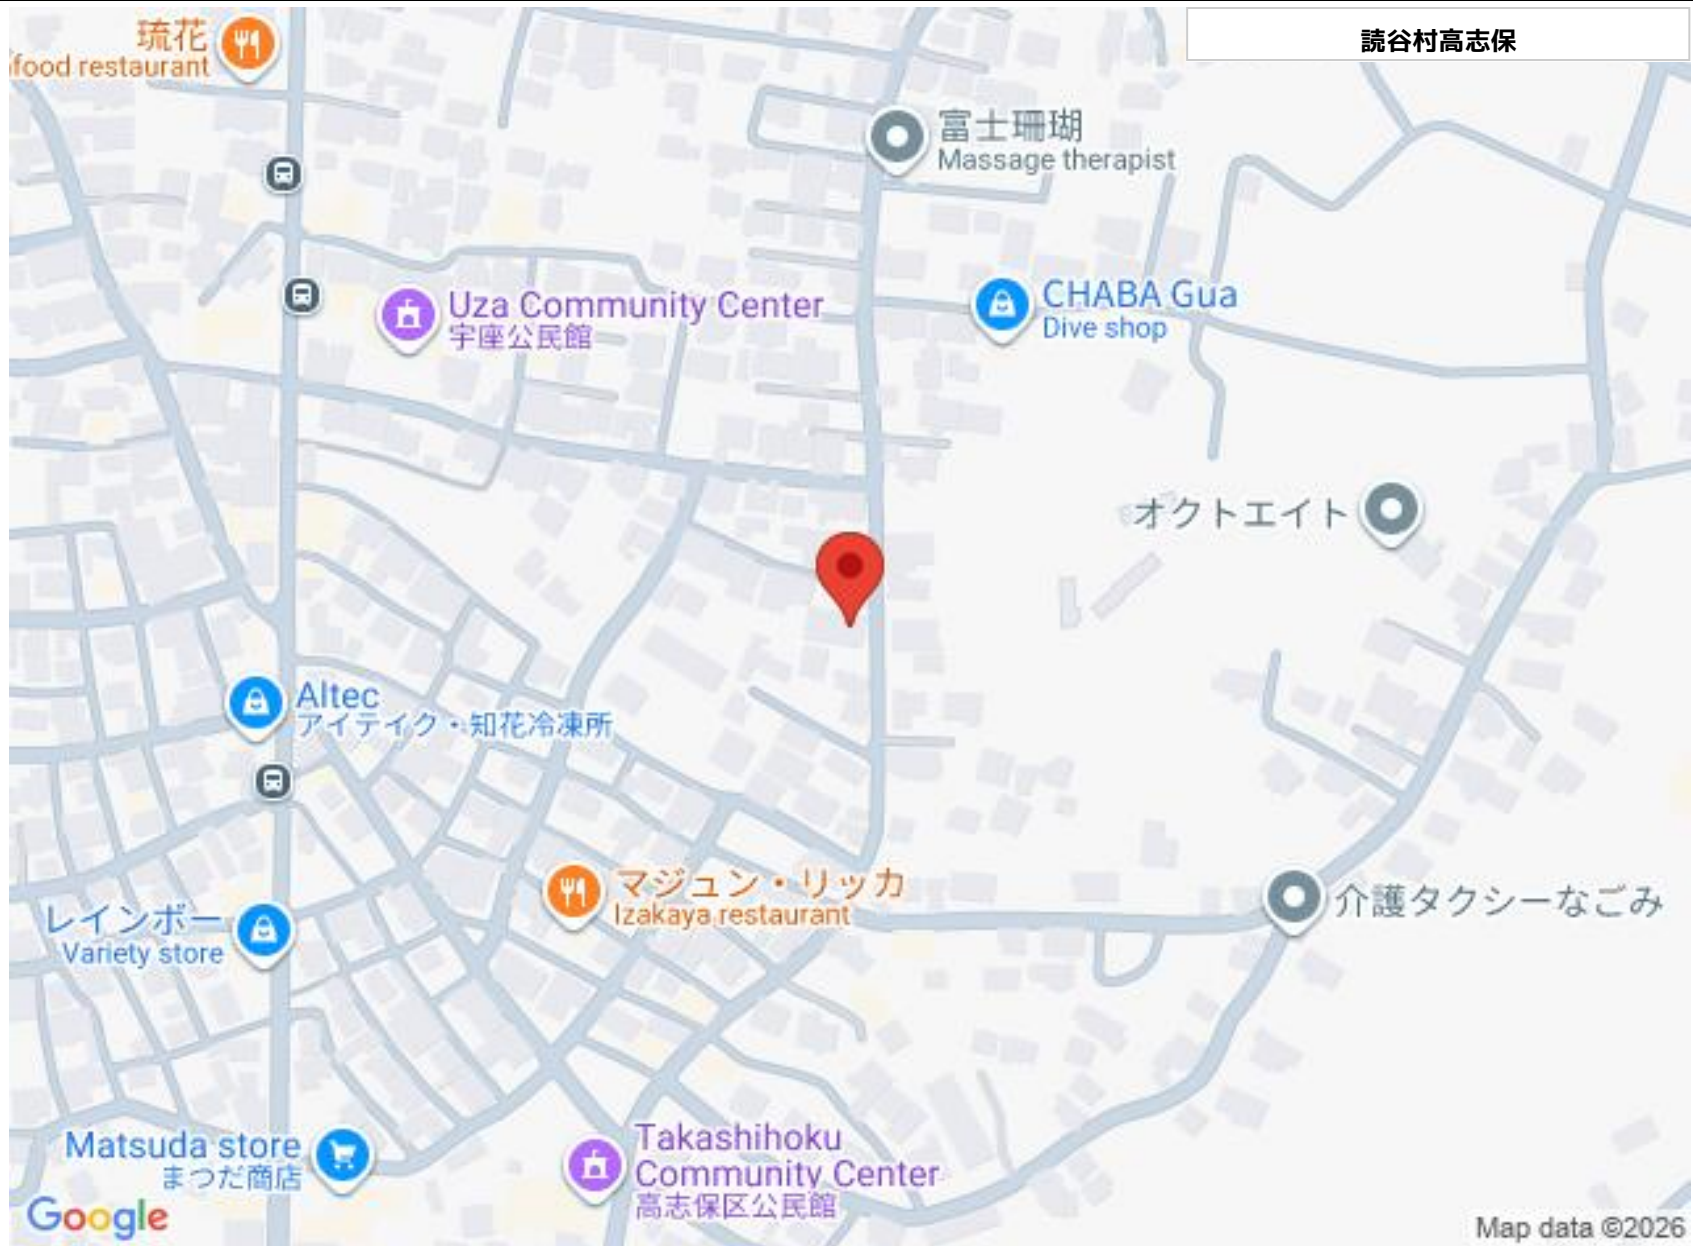 読谷村高志保
琉花
food restaurant
富士珊瑚
Massage therapist
Uza Community Center
宇座公民館
CHABA Gua
Dive shop
オクトエイト
Altec
アイテイク・知花冷凍所
マジュン・リッカ
Izakaya restaurant
介護タクシーなごみ
レインボー
Variety store
Matsuda store
まつだ商店
Takashihoku
Community Center
高志保区公民館
Google
Map data ©2026